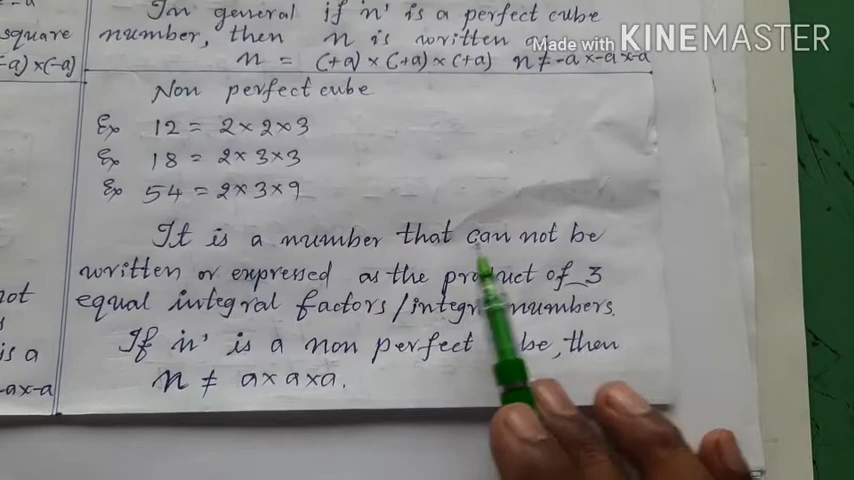 square
a)×(-a)
In general if 'n' is a perfect cube
number, then n is written
n = (+a) × (+a) × (+a) n ≠ -a × -a × -a
Made with KINEMASTER
Non perfect cube
Ex 12 = 2×2×3
Ex 18 = 2×3×3
Ex 54 = 2×3×9
It is a number that can not be
written or expressed as the product of 3
equal integral factors/integr numbers.
If 'n' is a non perfect be, then
n ≠ a×a×a.
is a
-a×-a